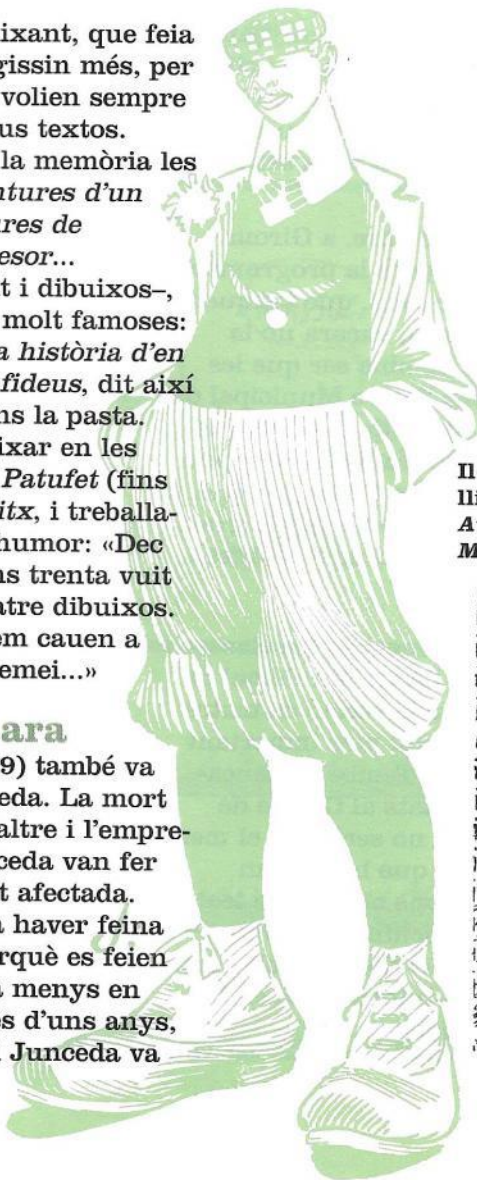 ixant, que feia
gissin més, per
volien sempre
us textos.
la memòria les
ntures d'un
res de
esor...
t i dibuixos–,
molt famoses:
a història d'en
fideus, dit així
ns la pasta.
ixar en les
Patufet (fins
itx, i treballa-
humor: «Dec
ns trenta vuit
atre dibuixos.
em cauen a
emei...»
ara
9) també va
eda. La mort
altre i l'empre-
ceda van fer
t afectada.
a haver feina
rquè es feien
a menys en
s d'uns anys,
Junceda va
Il
lli
A
M